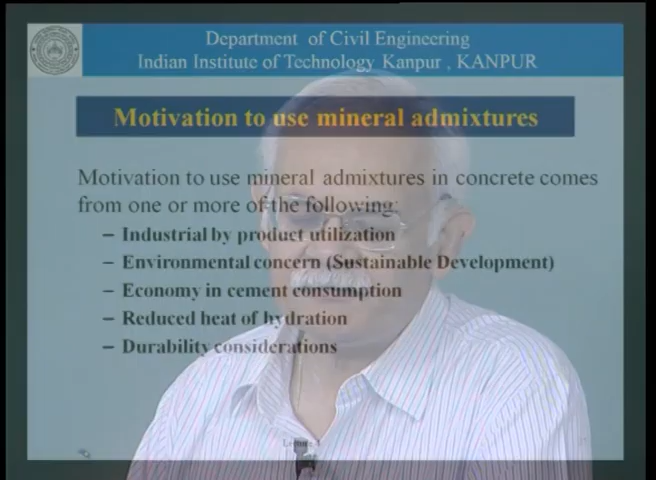 Department of Civil Engineering
Indian Institute of Technology Kanpur , KANPUR
Motivation to use mineral admixtures
Motivation to use mineral admixtures in concrete comes
from one or more of the following:
– Industrial by product utilization
– Environmental concern (Sustainable Development)
– Economy in cement consumption
– Reduced heat of hydration
– Durability considerations